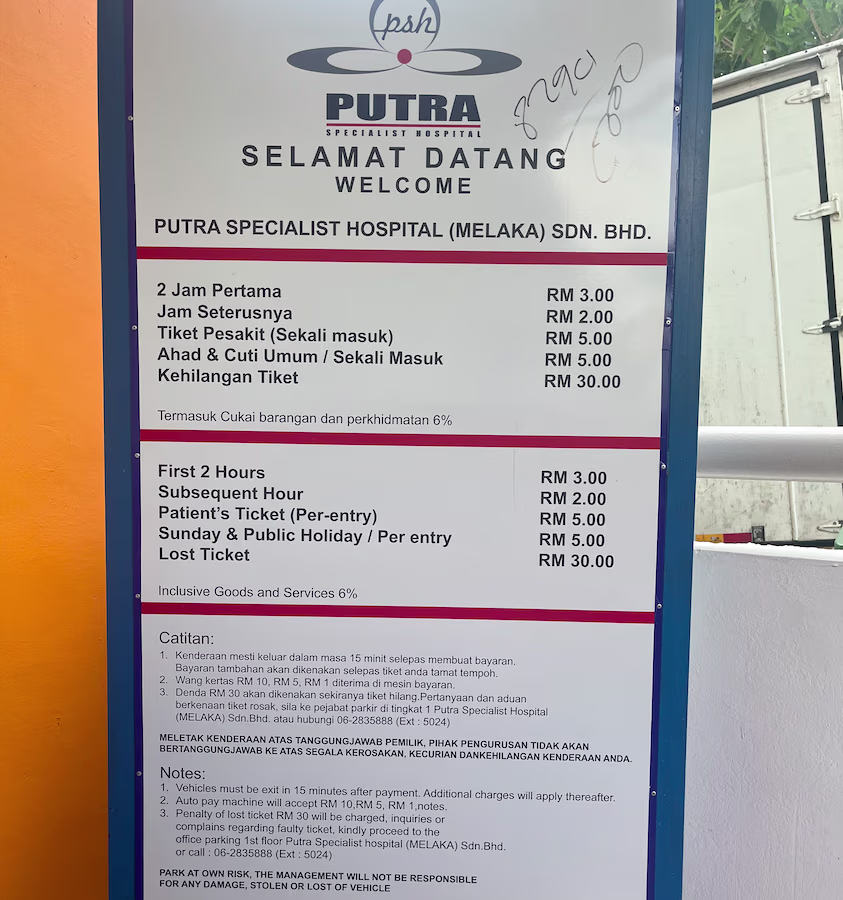 psh
PUTRA
SPECIALIST HOSPITAL
SELAMAT DATANG
WELCOME
PUTRA SPECIALIST HOSPITAL (MELAKA) SDN. BHD.
2 Jam Pertama RM 3.00
Jam Seterusnya RM 2.00
Tiket Pesakit (Sekali masuk) RM 5.00
Ahad & Cuti Umum / Sekali Masuk RM 5.00
Kehilangan Tiket RM 30.00
Termasuk Cukai barangan dan perkhidmatan 6%
First 2 Hours RM 3.00
Subsequent Hour RM 2.00
Patient's Ticket (Per-entry) RM 5.00
Sunday & Public Holiday / Per entry RM 5.00
Lost Ticket RM 30.00
Inclusive Goods and Services 6%
Catitan:
1. Kenderaan mesti keluar dalam masa 15 minit selepas membuat bayaran.
Bayaran tambahan akan dikenakan selepas tiket anda tamat tempoh.
2. Wang kertas RM 10, RM 5, RM 1 diterima di mesin bayaran.
3. Denda RM 30 akan dikenakan sekiranya tiket hilang.Pertanyaan dan aduan
berkenaan tiket rosak, sila ke pejabat parkir di tingkat 1 Putra Specialist Hospital
(MELAKA) Sdn.Bhd. atau hubungi 06-2835888 (Ext : 5024)
MELETAK KENDERAAN ATAS TANGGUNGJAWAB PEMILIK, PIHAK PENGURUSAN TIDAK AKAN
BERTANGGUNGJAWAB KE ATAS SEGALA KEROSAKAN, KECURIAN DANKEHILANGAN KENDERAAN ANDA.
Notes:
1. Vehicles must be exit in 15 minutes after payment. Additional charges will apply thereafter.
2. Auto pay machine will accept RM 10,RM 5, RM 1,notes.
3. Penalty of lost ticket RM 30 will be charged, inquiries or
complains regarding faulty ticket, kindly proceed to the
office parking 1st floor Putra Specialist hospital (MELAKA) Sdn.Bhd.
or call : 06-2835888 (Ext : 5024)
PARK AT OWN RISK, THE MANAGEMENT WILL NOT BE RESPONSIBLE
FOR ANY DAMAGE, STOLEN OR LOST OF VEHICLE